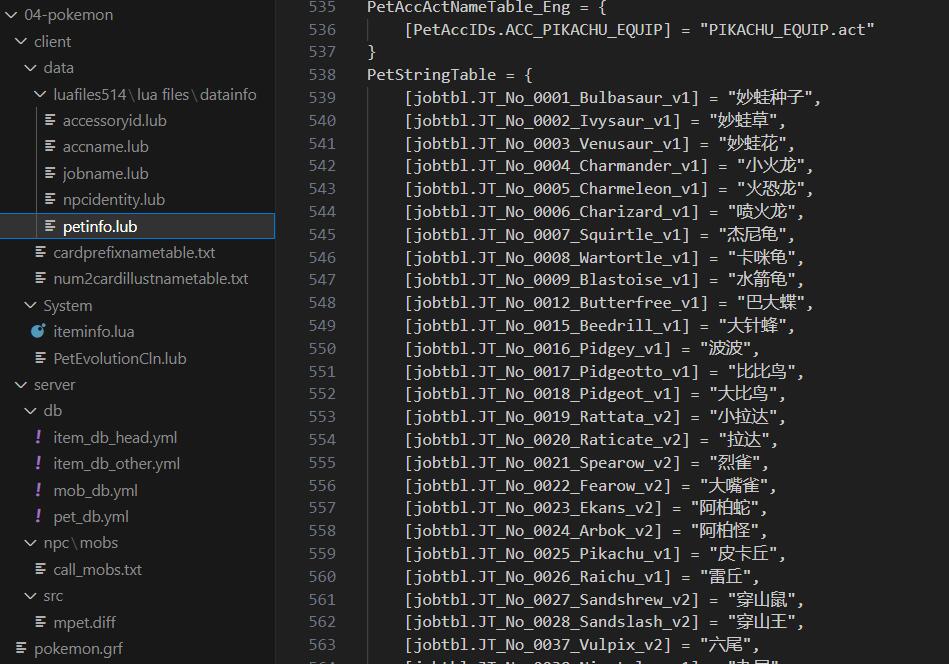 04-pokemon
client
data
luafiles514\lua files\datainfo
accessoryid.lub
accname.lub
jobname.lub
npcidentity.lub
petinfo.lub
cardprefixnametable.txt
num2cardillustnametable.txt
System
iteminfo.lua
PetEvolutionCln.lub
server
db
item_db_head.yml
item_db_other.yml
mob_db.yml
pet_db.yml
npc\mobs
call_mobs.txt
src
mpet.diff
pokemon.grf
535 PetAccActNameTable_Eng = {
536 [PetAccIDs.ACC_PIKACHU_EQUIP] = "PIKACHU_EQUIP.act"
537 }
538 PetStringTable = {
539 [jobtbl.JT_No_0001_Bulbasaur_v1] = "妙蛙种子",
540 [jobtbl.JT_No_0002_Ivysaur_v1] = "妙蛙草",
541 [jobtbl.JT_No_0003_Venusaur_v1] = "妙蛙花",
542 [jobtbl.JT_No_0004_Charmander_v1] = "小火龙",
543 [jobtbl.JT_No_0005_Charmeleon_v1] = "火恐龙",
544 [jobtbl.JT_No_0006_Charizard_v1] = "喷火龙",
545 [jobtbl.JT_No_0007_Squirtle_v1] = "杰尼龟",
546 [jobtbl.JT_No_0008_Wartortle_v1] = "卡咪龟",
547 [jobtbl.JT_No_0009_Blastoise_v1] = "水箭龟",
548 [jobtbl.JT_No_0012_Butterfree_v1] = "巴大蝶",
549 [jobtbl.JT_No_0015_Beedrill_v1] = "大针蜂",
550 [jobtbl.JT_No_0016_Pidgey_v1] = "波波",
551 [jobtbl.JT_No_0017_Pidgeotto_v1] = "比比鸟",
552 [jobtbl.JT_No_0018_Pidgeot_v1] = "大比鸟",
553 [jobtbl.JT_No_0019_Rattata_v2] = "小拉达",
554 [jobtbl.JT_No_0020_Raticate_v2] = "拉达",
555 [jobtbl.JT_No_0021_Spearow_v2] = "烈雀",
556 [jobtbl.JT_No_0022_Fearow_v2] = "大嘴雀",
557 [jobtbl.JT_No_0023_Ekans_v2] = "阿柏蛇",
558 [jobtbl.JT_No_0024_Arbok_v2] = "阿柏怪",
559 [jobtbl.JT_No_0025_Pikachu_v1] = "皮卡丘",
560 [jobtbl.JT_No_0026_Raichu_v1] = "雷丘",
561 [jobtbl.JT_No_0027_Sandshrew_v2] = "穿山鼠",
562 [jobtbl.JT_No_0028_Sandslash_v2] = "穿山王",
563 [jobtbl.JT_No_0037_Vulpix_v2] = "六尾",